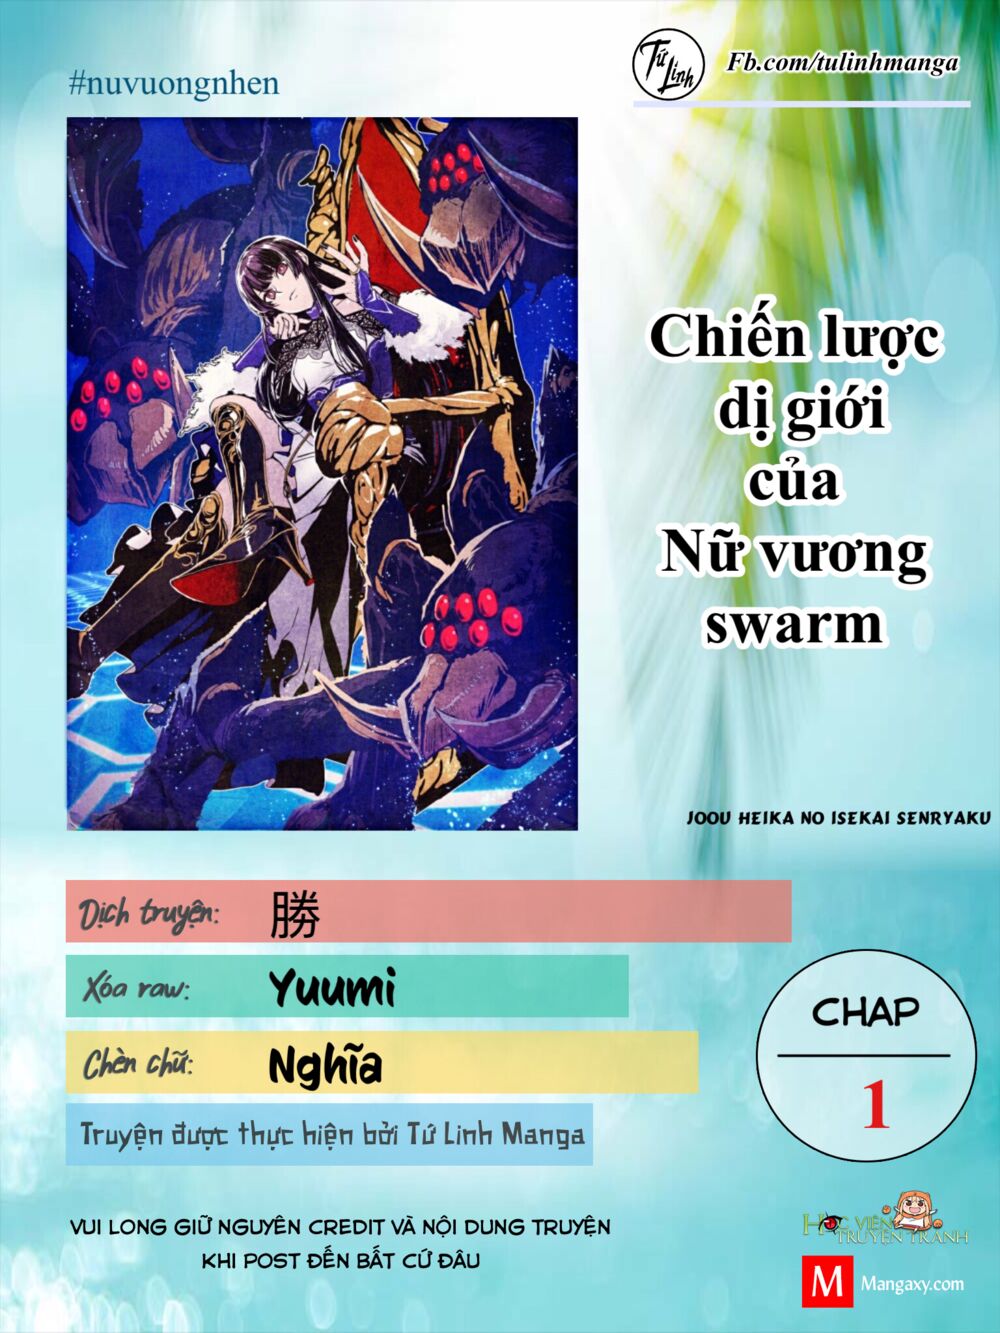 #nuvuongnhen
Tứ Linh
Fb.com/tulinhmanga
Chiến lược
dị giới
của
Nữ vương
swarm
JOOU HEIKA NO ISEKAI SENRYAKU
Dịch truyện: 勝
Xóa raw: Yuumi
Chèn chữ: Nghĩa
Truyện được thực hiện bởi Tứ Linh Manga
CHAP
1
VUI LONG GIỮ NGUYÊN CREDIT VÀ NỘI DUNG TRUYỆN
KHI POST ĐẾN BẤT CỨ ĐÂU
HỌC VIỆN
TRUYỆN TRANH
M Mangaxy.com